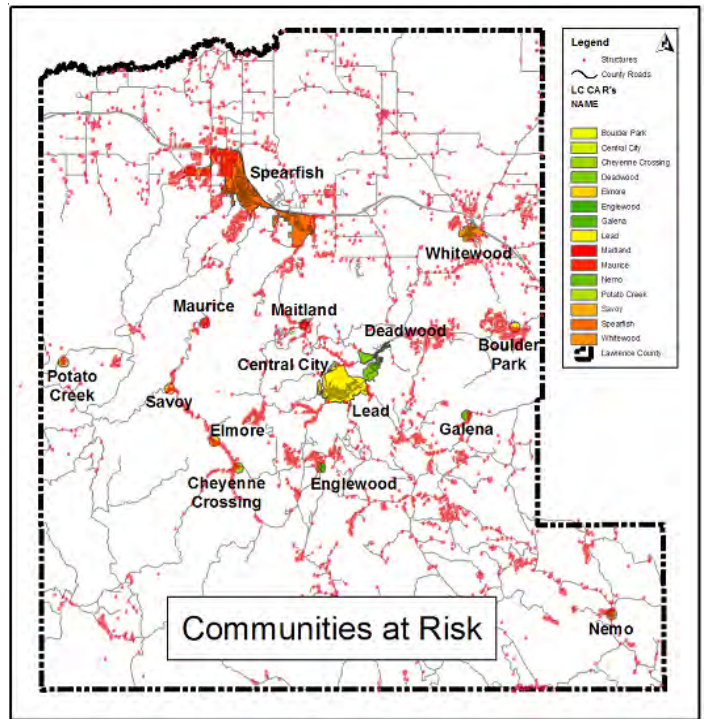 Legend
Structures
County Roads
LC CAR's
NAME
Boulder Park
Central City
Cheyenne Crossing
Deadwood
Elmore
Englewood
Galena
Lead
Maitland
Maurice
Nemo
Potato Creek
Savoy
Spearfish
Whitewood
Lawrence County
Spearfish
Whitewood
Maurice
Maitland
Deadwood
Boulder
Park
Central City
Potato
Creek
Savoy
Lead
Galena
Elmore
Cheyenne
Crossing
Englewood
Nemo
Communities at Risk